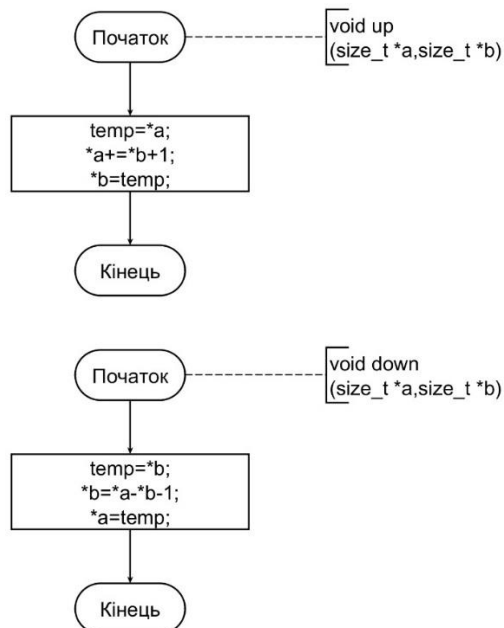 Початок
void up
(size_t *a,size_t *b)
temp=*a;
*a+=*b+1;
*b=temp;
Кінець
Початок
void down
(size_t *a,size_t *b)
temp=*b;
*b=*a-*b-1;
*a=temp;
Кінець